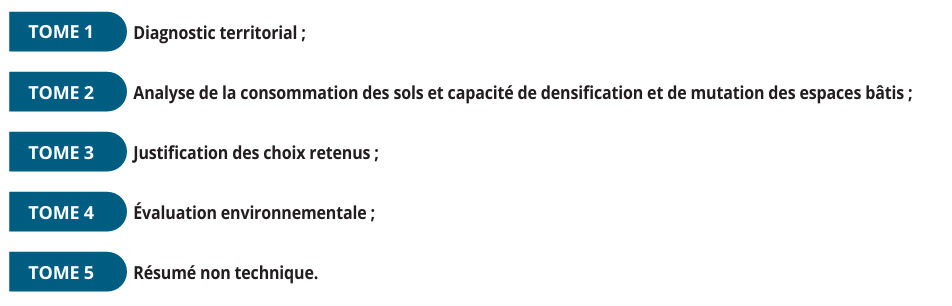 TOME 1 Diagnostic territorial ;
TOME 2 Analyse de la consommation des sols et capacité de densification et de mutation des espaces bâtis ;
TOME 3 Justification des choix retenus ;
TOME 4 Évaluation environnementale ;
TOME 5 Résumé non technique.